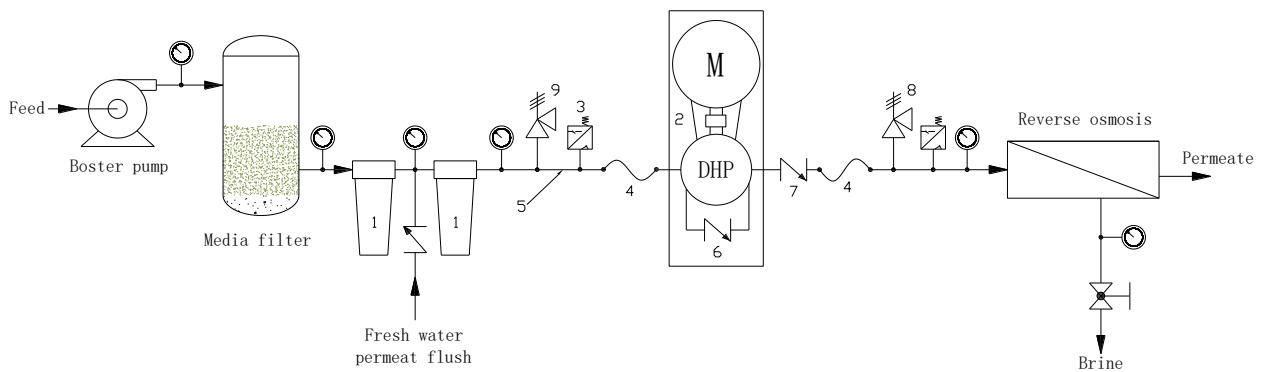 Feed
Boster pump
Media filter
1
1
Fresh water
permeat flush
9
3
4
5
2
M
DHP
6
7
4
8
Reverse osmosis
Permeate
Brine